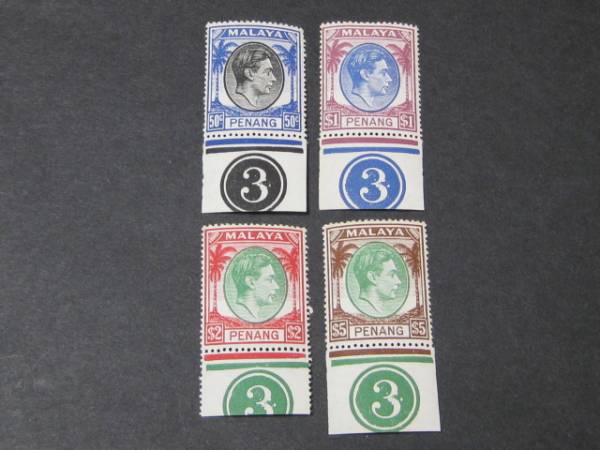 MALAYA
50c 50c
PENANG
3
MALAYA
$1 $1
PENANG
3
MALAYA
$2 $2
PENANG
3
MALAYA
$5 $5
PENANG
3